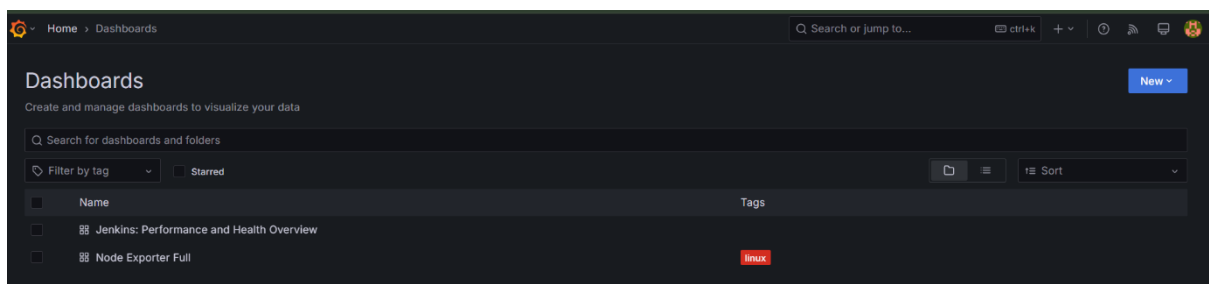 Home > Dashboards Search or jump to... ctrl+k
Dashboards New
Create and manage dashboards to visualize your data
Search for dashboards and folders
Filter by tag Starred Sort
Name Tags
Jenkins: Performance and Health Overview
Node Exporter Full linux